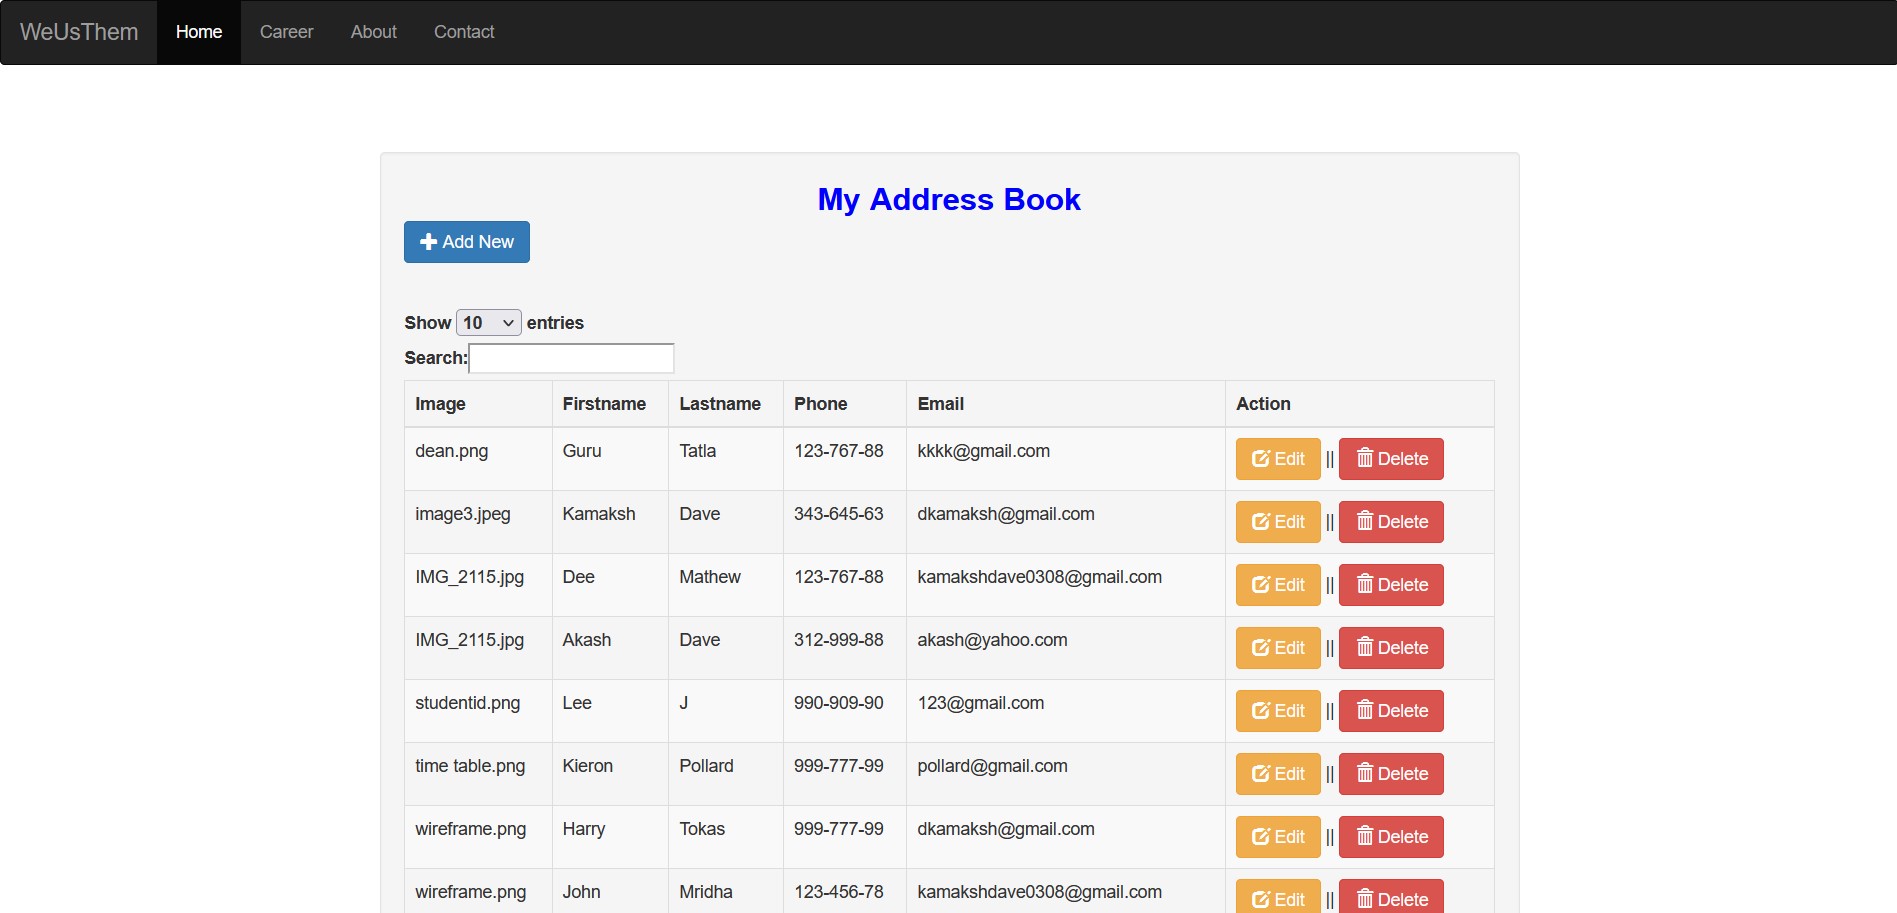 WeUsThem Home Career About Contact
My Address Book
Add New
Show 10 entries
Search:
Image Firstname Lastname Phone Email Action
dean.png Guru Tatla 123-767-88 kkkk@gmail.com Edit || Delete
image3.jpeg Kamaksh Dave 343-645-63 dkamaksh@gmail.com Edit || Delete
IMG_2115.jpg Dee Mathew 123-767-88 kamakshdave0308@gmail.com Edit || Delete
IMG_2115.jpg Akash Dave 312-999-88 akash@yahoo.com Edit || Delete
studentid.png Lee J 990-909-90 123@gmail.com Edit || Delete
time table.png Kieron Pollard 999-777-99 pollard@gmail.com Edit || Delete
wireframe.png Harry Tokas 999-777-99 dkamaksh@gmail.com Edit || Delete
wireframe.png John Mridha 123-456-78 kamakshdave0308@gmail.com Edit || Delete